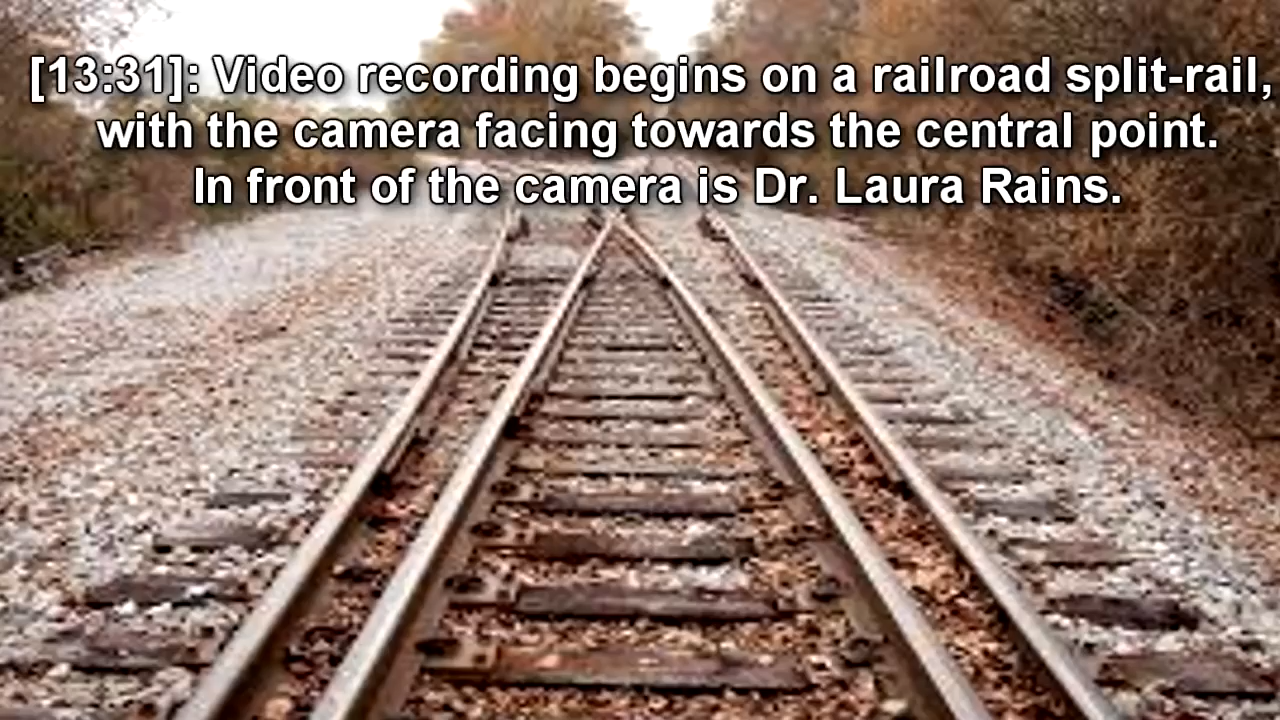 [13:31]: Video recording begins on a railroad split-rail,
with the camera facing towards the central point.
In front of the camera is Dr. Laura Rains.